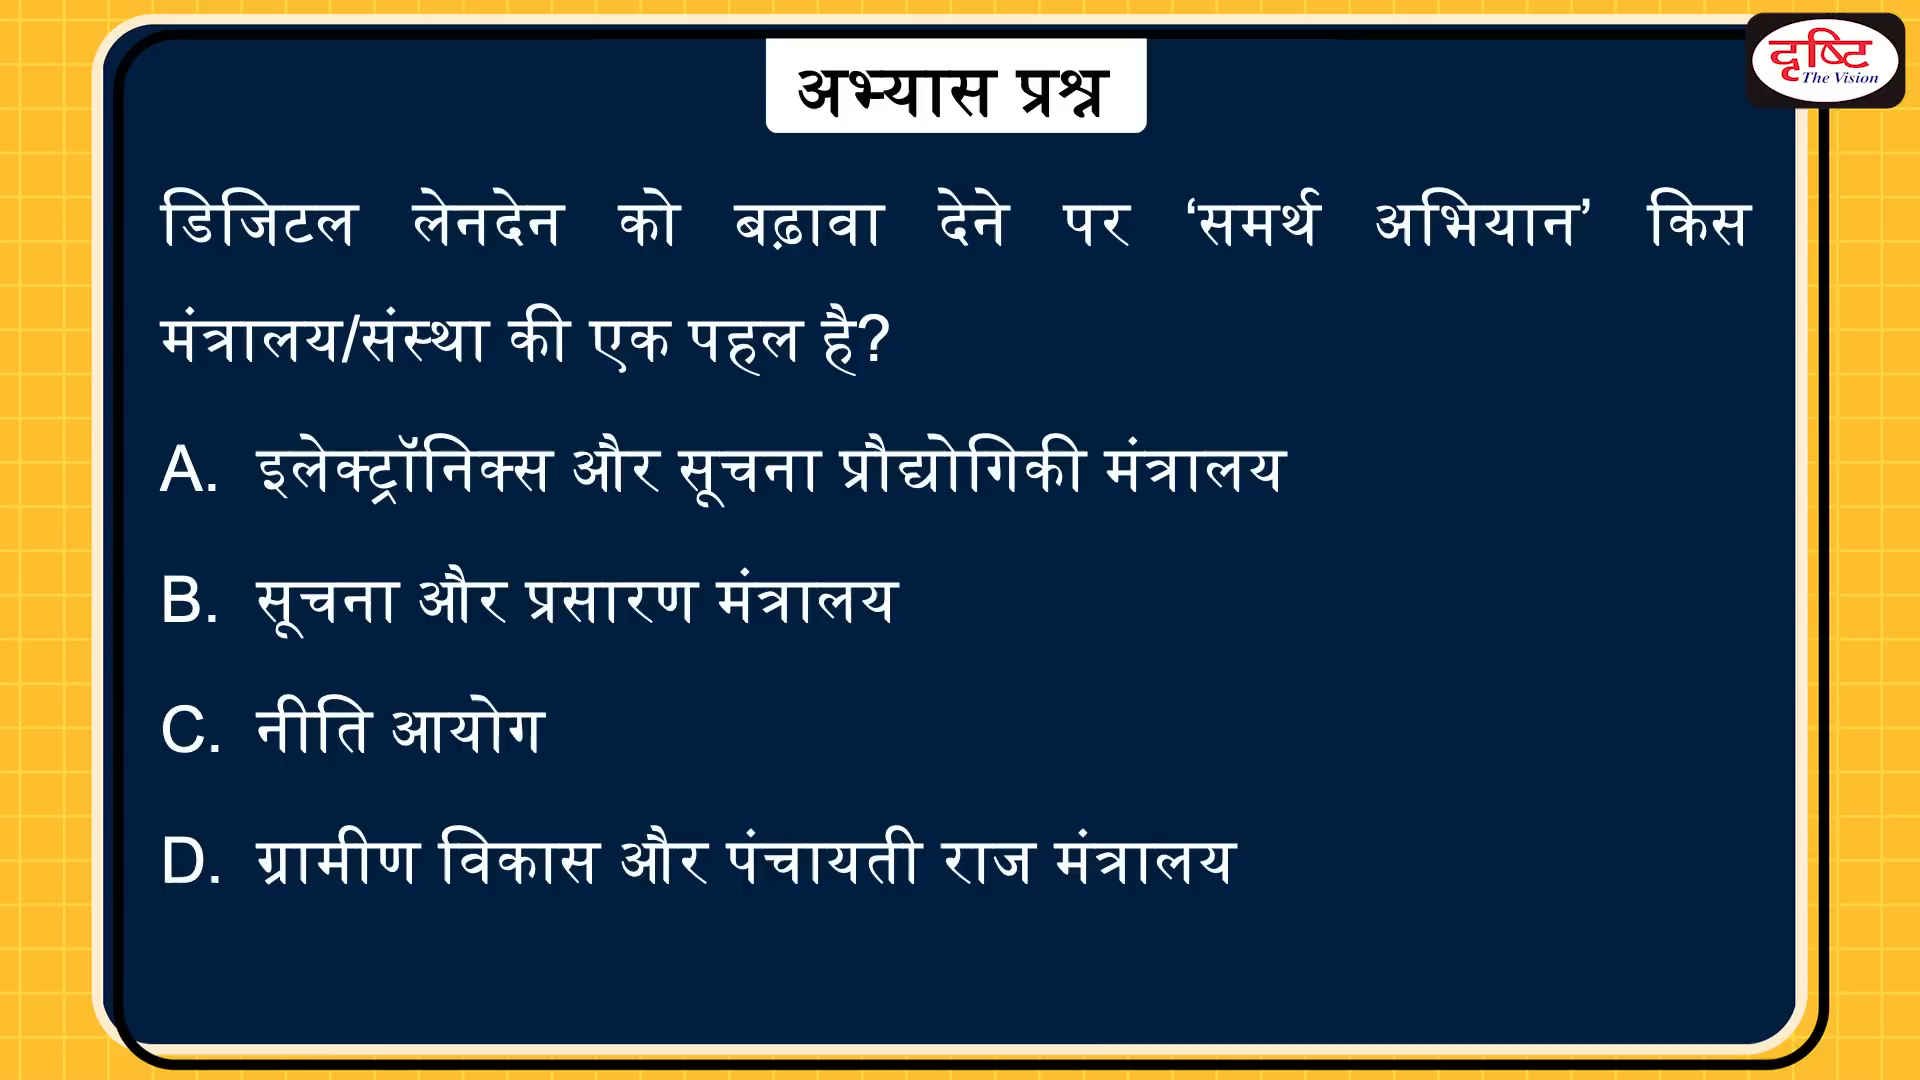 दृष्टि
The Vision
अभ्यास प्रश्न
डिजिटल लेनदेन को बढ़ावा देने पर ‘समर्थ अभियान’ किस
मंत्रालय/संस्था की एक पहल है?
A. इलेक्ट्रॉनिक्स और सूचना प्रौद्योगिकी मंत्रालय
B. सूचना और प्रसारण मंत्रालय
C. नीति आयोग
D. ग्रामीण विकास और पंचायती राज मंत्रालय